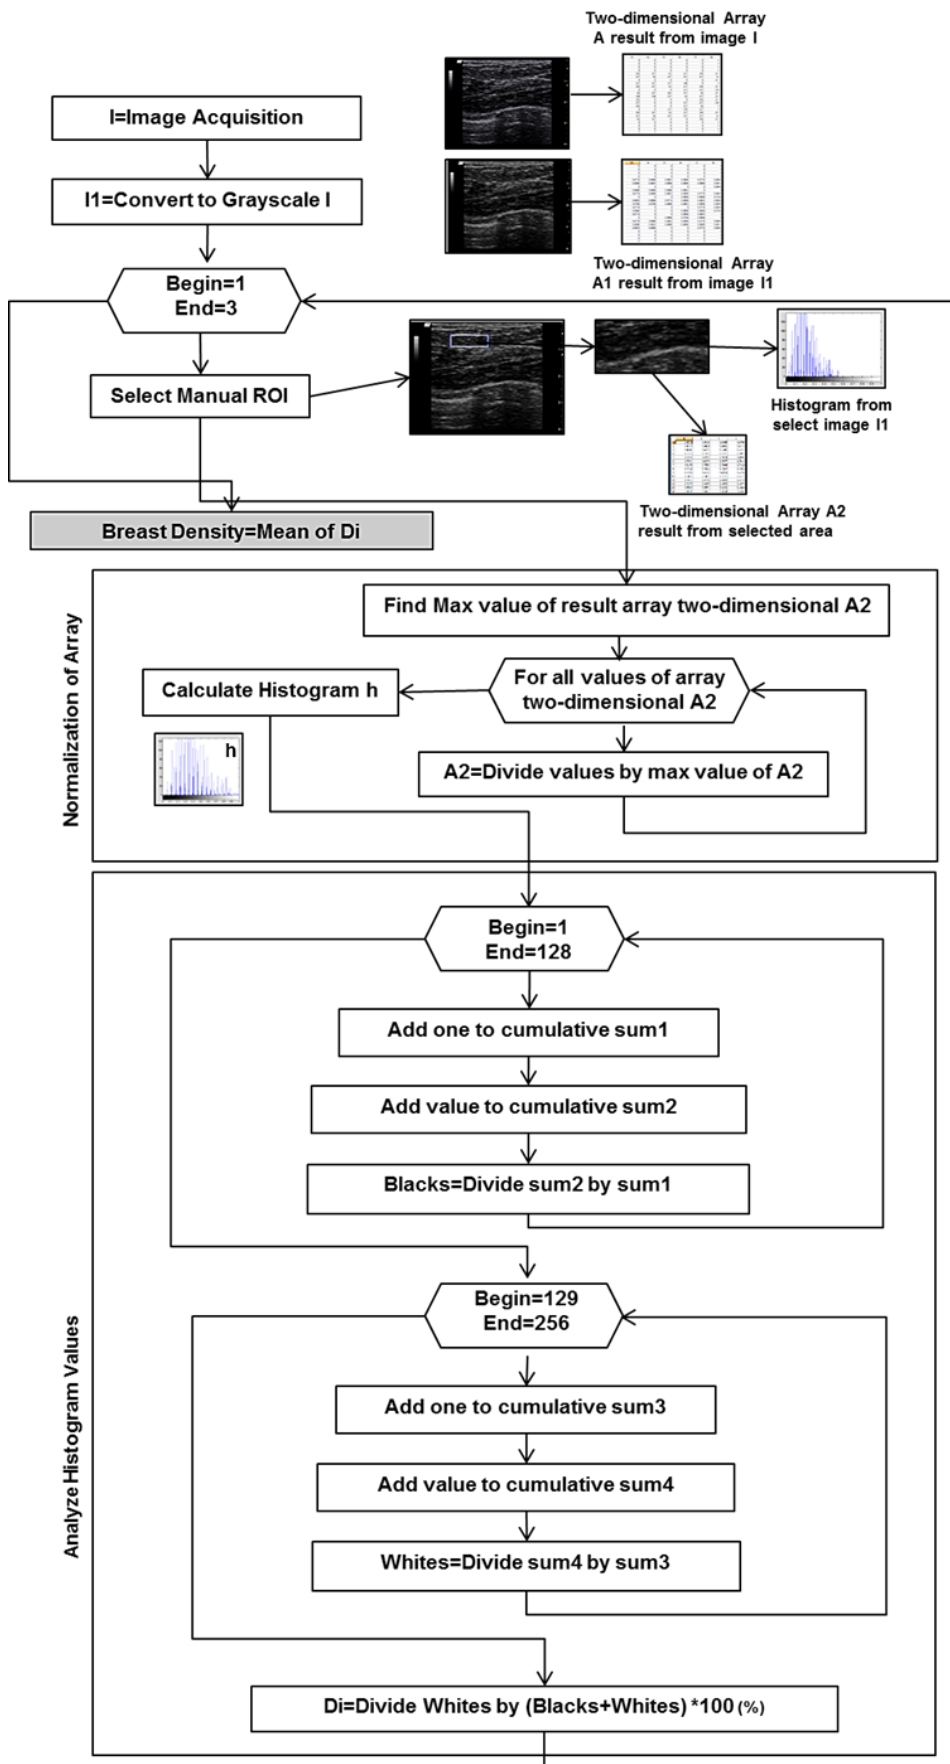 Two-dimensional Array
A result from image I
I=Image Acquisition
I1=Convert to Grayscale I
Two-dimensional Array
A1 result from image I1
Begin=1
End=3
Select Manual ROI
Histogram from
select image I1
Two-dimensional Array A2
result from selected area
Breast Density=Mean of Di
Normalization of Array
Find Max value of result array two-dimensional A2
For all values of array
two-dimensional A2
Calculate Histogram h
h
A2=Divide values by max value of A2
Analyze Histogram Values
Begin=1
End=128
Add one to cumulative sum1
Add value to cumulative sum2
Blacks=Divide sum2 by sum1
Begin=129
End=256
Add one to cumulative sum3
Add value to cumulative sum4
Whites=Divide sum4 by sum3
Di=Divide Whites by (Blacks+Whites) *100 (%)